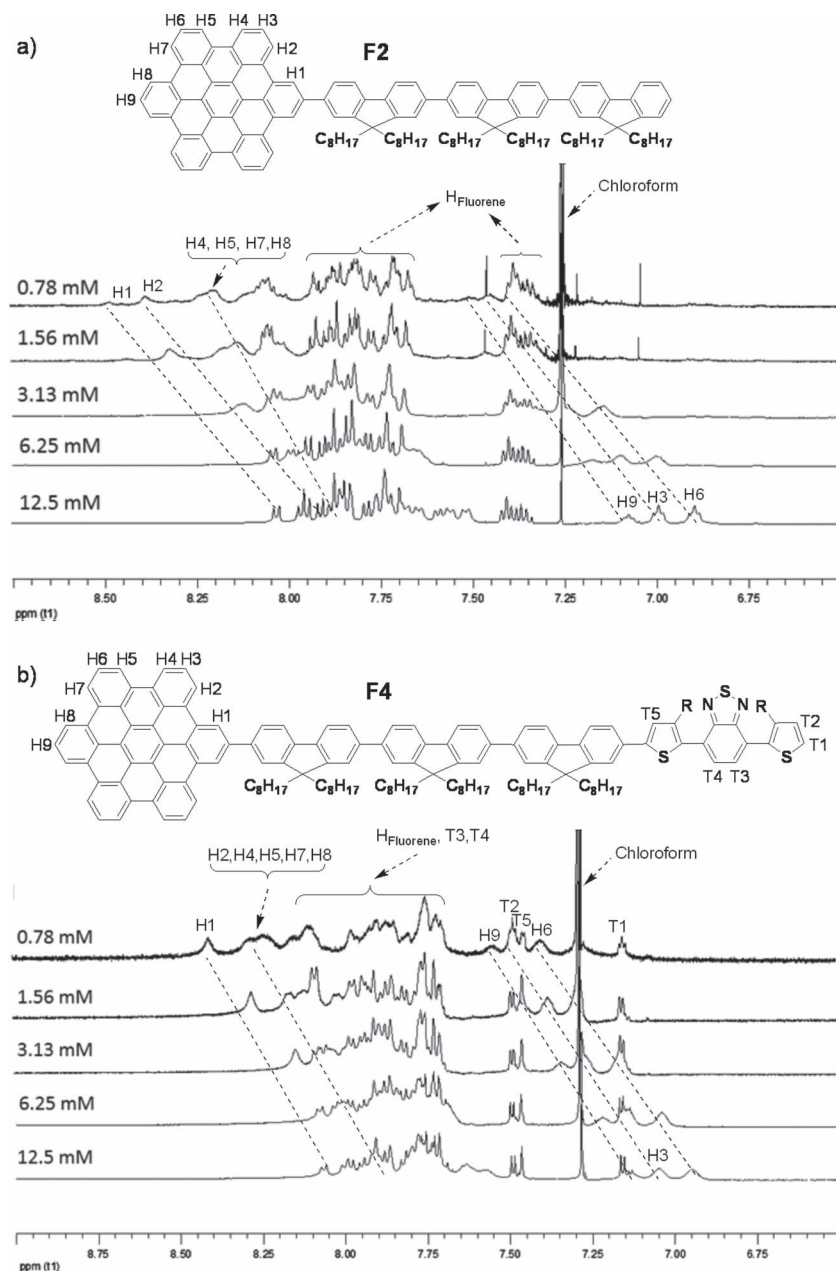 a)
F2
H6 H5 H4 H3
H7 H2
H8 H1
H9
C8H17 C8H17 C8H17 C8H17 C8H17 C8H17
Chloroform
HFluorene
H4, H5, H7,H8
H1 H2
0.78 mM
1.56 mM
3.13 mM
6.25 mM
12.5 mM
H9 H3 H6
8.50 8.25 8.00 7.75 7.50 7.25 7.00 6.75
ppm (t1)
b)
F4
H6 H5 H4 H3
H7 H2
H8 H1
H9
C8H17 C8H17 C8H17 C8H17 C8H17 C8H17
T5 R N S N R T2
S S T1
T4 T3
HFluorene, T3,T4
H2,H4,H5,H7,H8
Chloroform
H1
H9 T2 T5 H6 T1
0.78 mM
1.56 mM
3.13 mM
6.25 mM
12.5 mM
H3
8.75 8.50 8.25 8.00 7.75 7.50 7.25 7.00 6.75
ppm (t1)